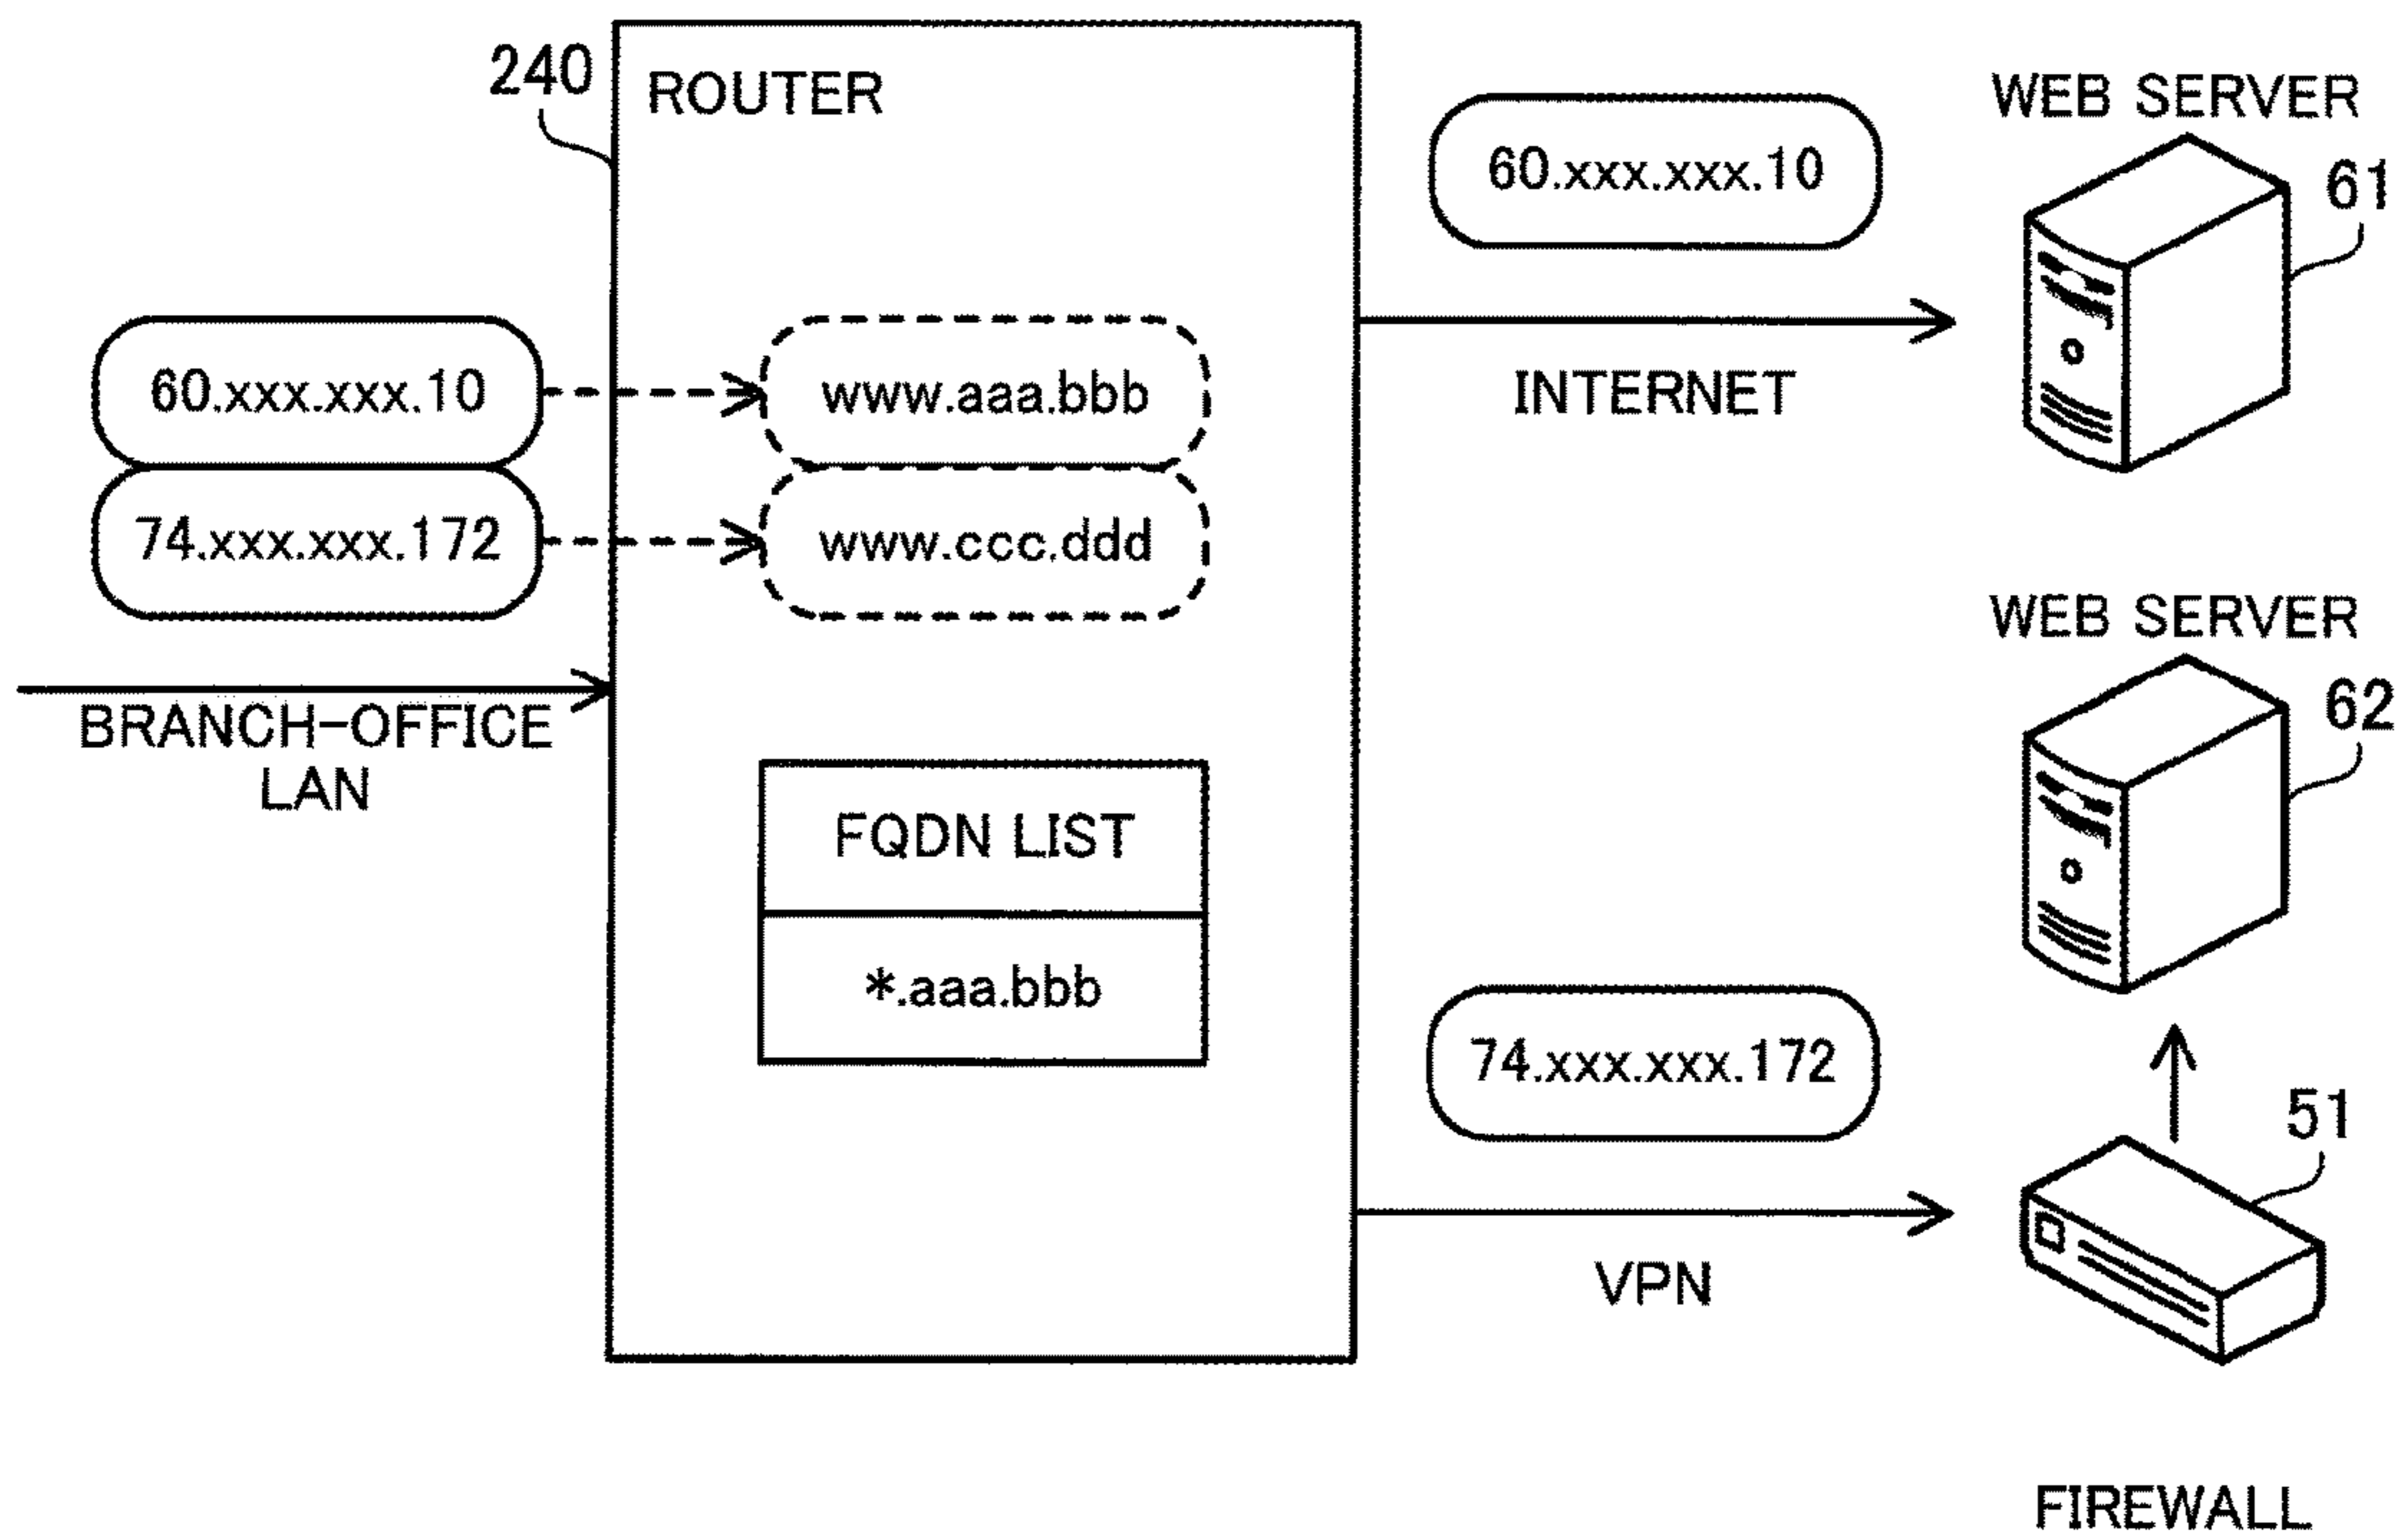 240
ROUTER
60.xxx.xxx.10
WEB SERVER
61
60.xxx.xxx.10
www.aaa.bbb
INTERNET
74.xxx.xxx.172
www.ccc.ddd
WEB SERVER
62
BRANCH-OFFICE
LAN
FQDN LIST
*.aaa.bbb
74.xxx.xxx.172
51
VPN
FIREWALL